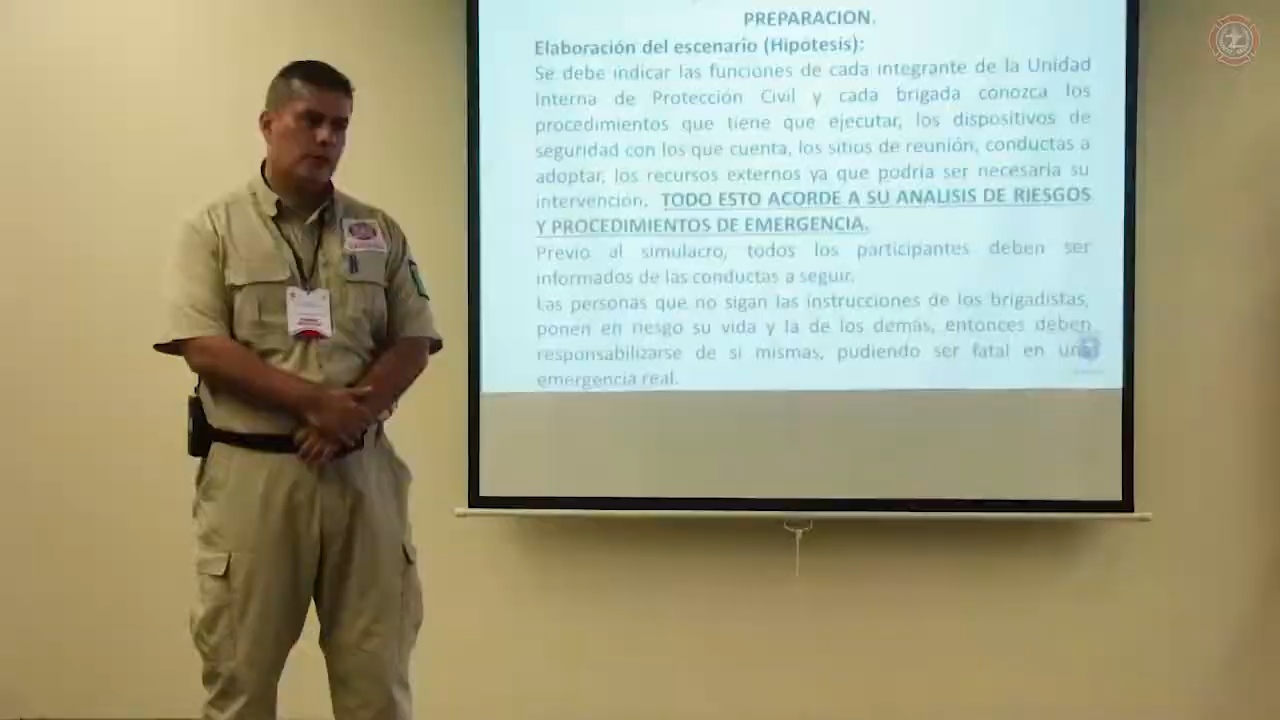 PREPARACION.
Elaboración del escenario (Hipótesis):
Se debe indicar las funciones de cada integrante de la Unidad
Interna de Protección Civil y cada brigada conozca los
procedimientos que tiene que ejecutar, los dispositivos de
seguridad con los que cuenta, los sitios de reunión, conductas a
adoptar, los recursos externos ya que podría ser necesaria su
intervención. TODO ESTO ACORDE A SU ANALISIS DE RIESGOS
Y PROCEDIMIENTOS DE EMERGENCIA.
Previo al simulacro, todos los participantes deben ser
informados de las conductas a seguir.
Las personas que no sigan las instrucciones de los brigadistas,
ponen en riesgo su vida y la de los demás, entonces deben
responsabilizarse de si mismas, pudiendo ser fatal en una
emergencia real.